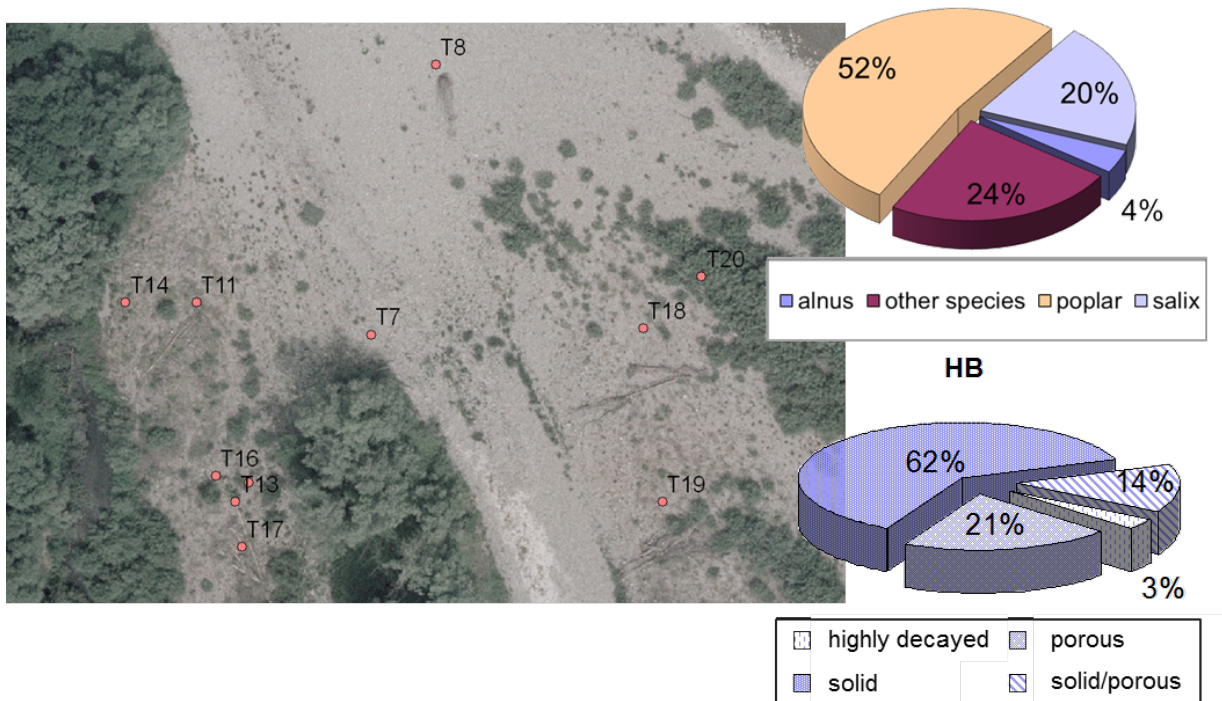 T8
T14
T11
T7
T20
T18
T16
T13
T17
T19
52%
20%
24%
4%
alnus other species poplar salix
HB
62%
14%
21%
3%
highly decayed porous
solid solid/porous